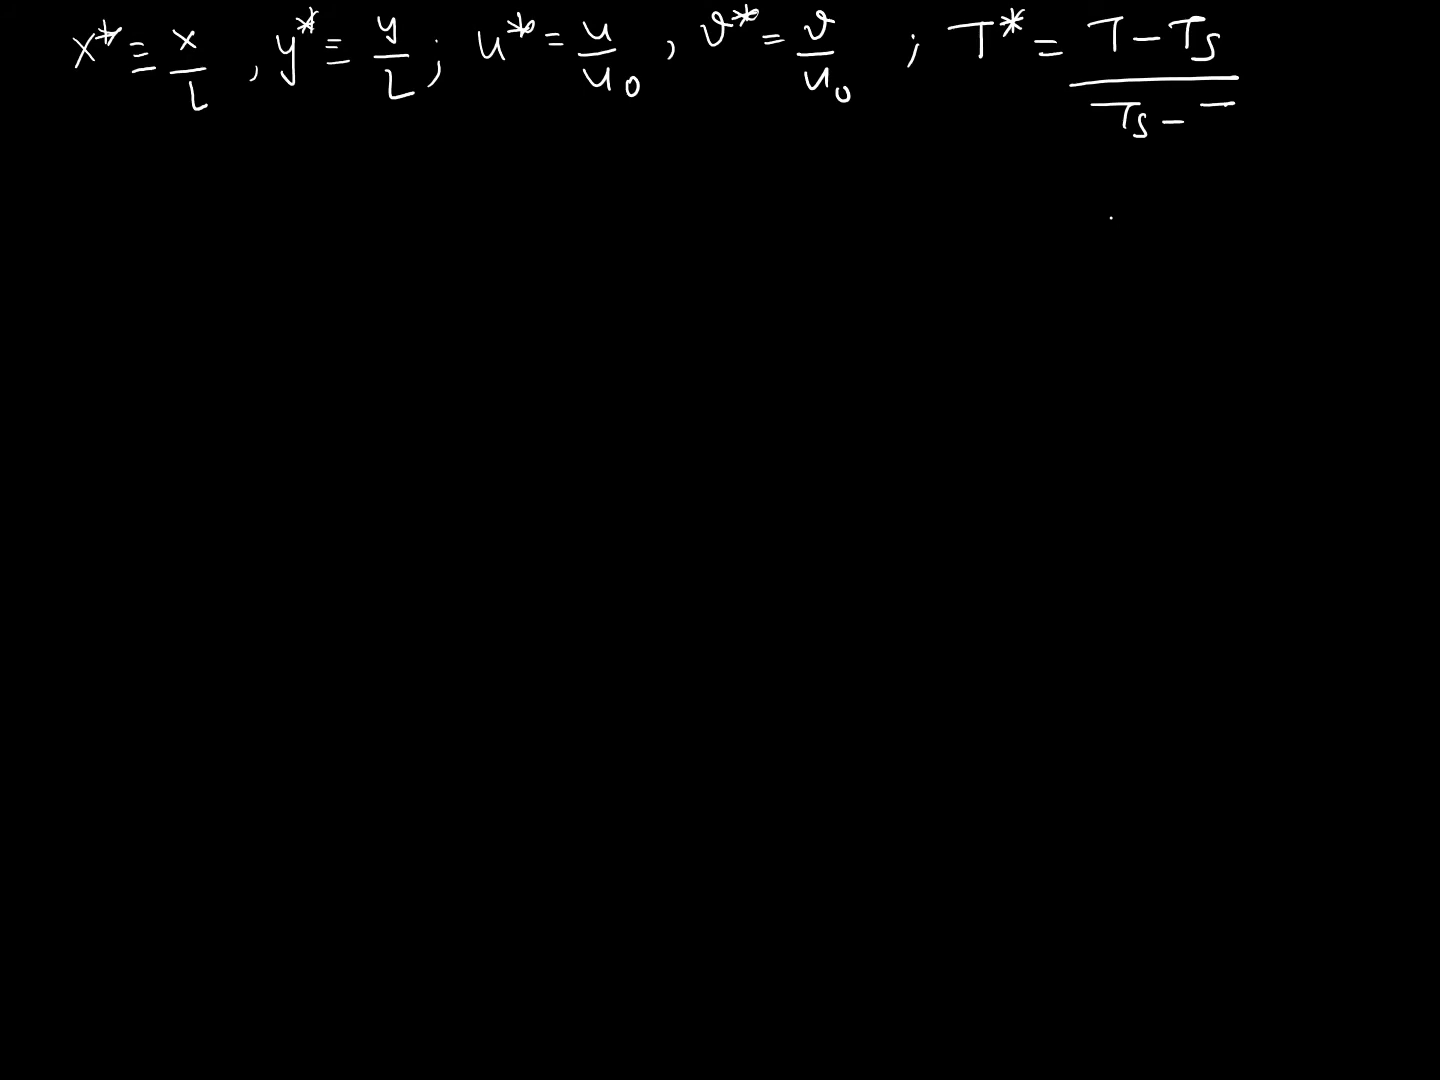 x* ≡ x/L , y* ≡ y/L ; u* = u/u₀ , v* = v/u₀ ; T* = (T - Ts)/(Ts - T